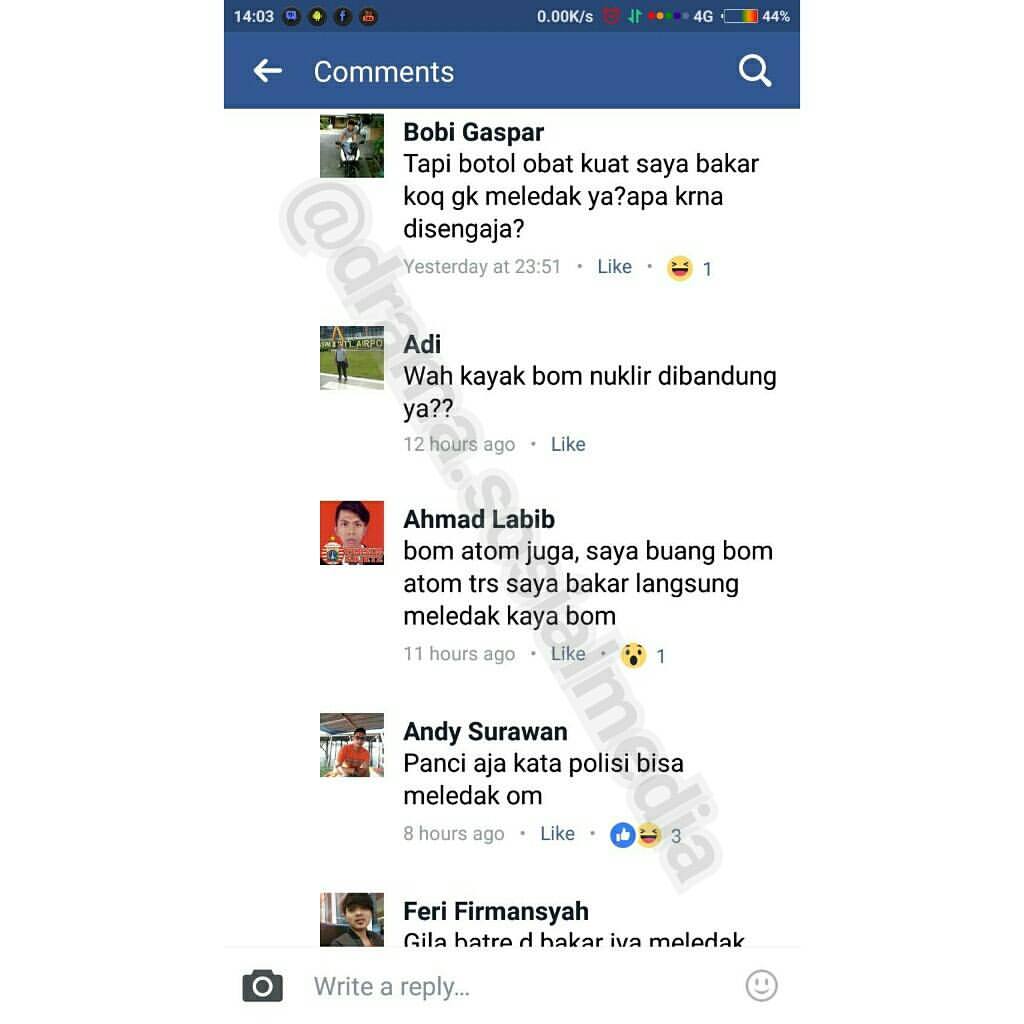 14:03 0.00K/s 4G 44%
Comments
Bobi Gaspar
Tapi botol obat kuat saya bakar
koq gk meledak ya?apa krna
disengaja?
Yesterday at 23:51 • Like • 1
Adi
Wah kayak bom nuklir dibandung
ya??
12 hours ago • Like
Ahmad Labib
bom atom juga, saya buang bom
atom trs saya bakar langsung
meledak kaya bom
11 hours ago • Like • 1
Andy Surawan
Panci aja kata polisi bisa
meledak om
8 hours ago • Like • 3
Feri Firmansyah
Gila batre d bakar iya meledak
Write a reply...
@drama.sosialmedia